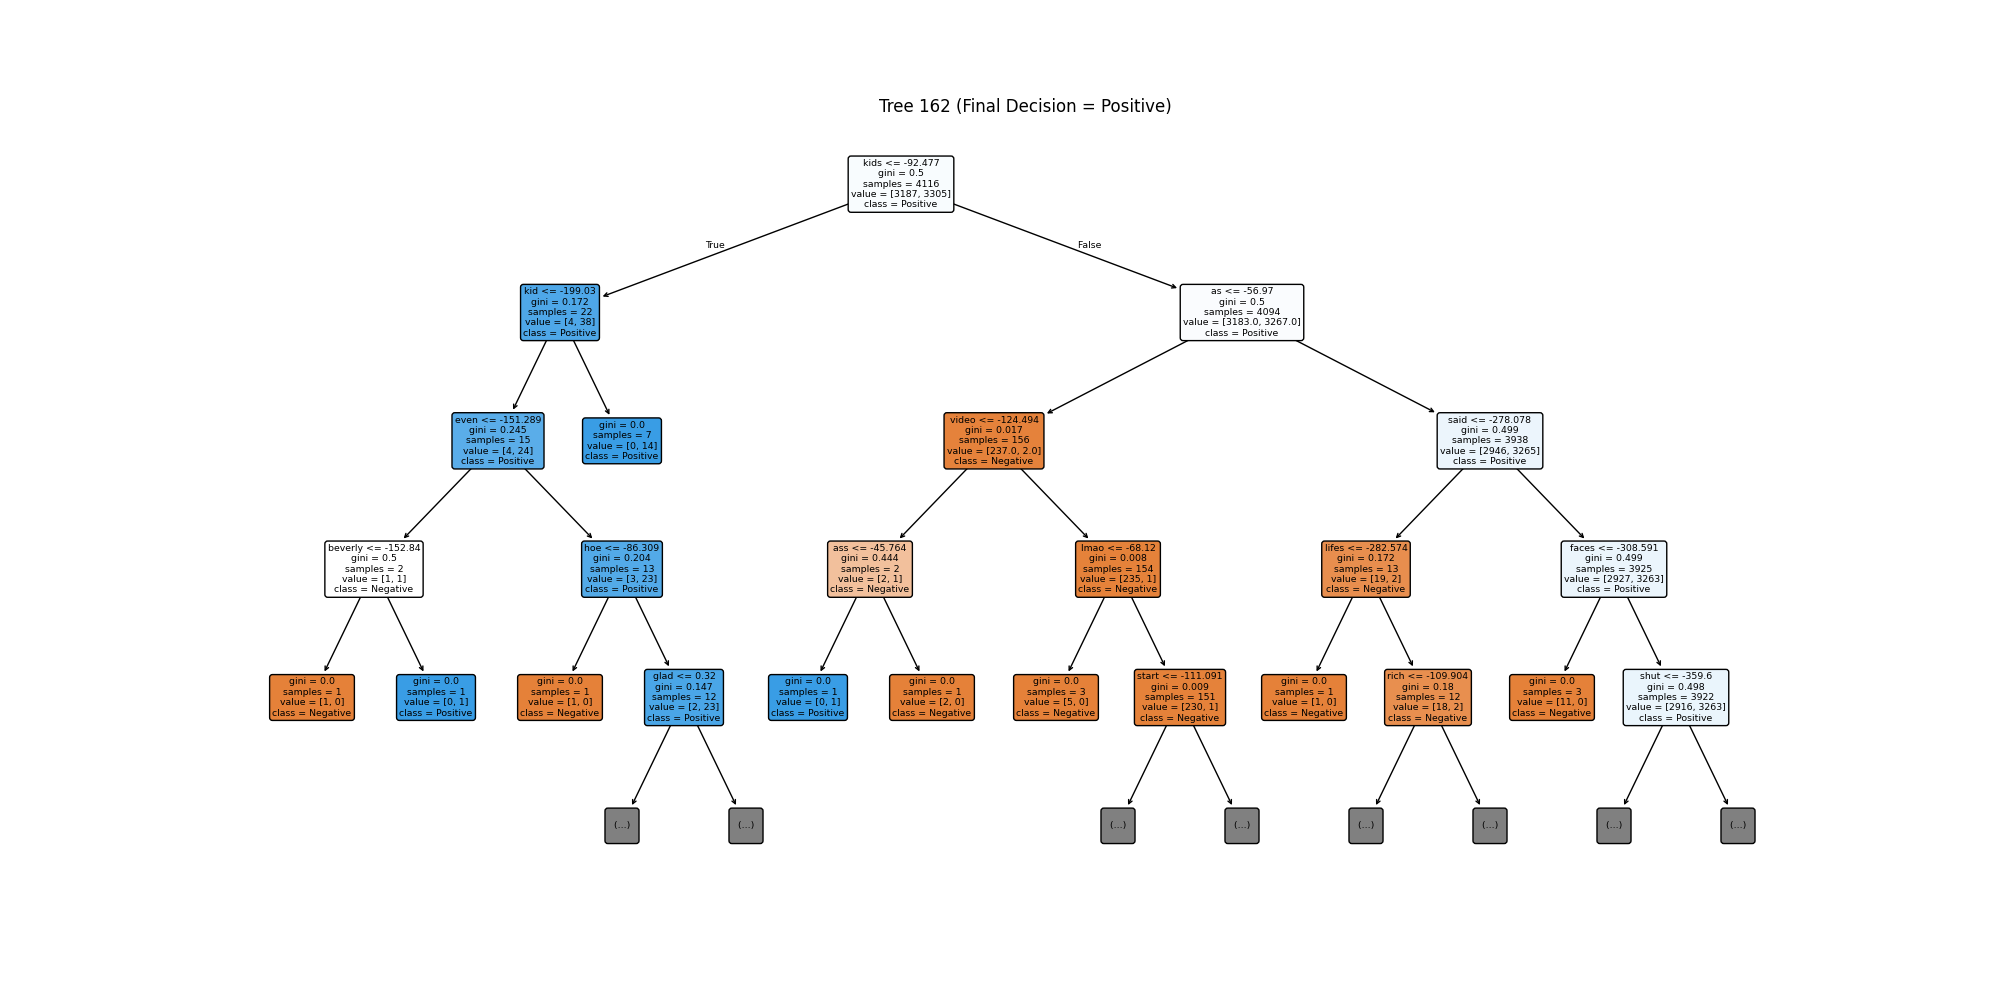 Tree 162 (Final Decision = Positive)
kids <= -92.477
gini = 0.5
samples = 4116
value = [3187, 3305]
class = Positive
True
False
kid <= -199.03
gini = 0.172
samples = 22
value = [4, 38]
class = Positive
as <= -56.97
gini = 0.5
samples = 4094
value = [3183.0, 3267.0]
class = Positive
even <= -151.289
gini = 0.245
samples = 15
value = [4, 24]
class = Positive
gini = 0.0
samples = 7
value = [0, 14]
class = Positive
video <= -124.494
gini = 0.017
samples = 156
value = [237.0, 2.0]
class = Negative
said <= -278.078
gini = 0.499
samples = 3938
value = [2946, 3265]
class = Positive
beverly <= -152.84
gini = 0.5
samples = 2
value = [1, 1]
class = Negative
hoe <= -86.309
gini = 0.204
samples = 13
value = [3, 23]
class = Positive
ass <= -45.764
gini = 0.444
samples = 2
value = [2, 1]
class = Negative
lmao <= -68.12
gini = 0.008
samples = 154
value = [235, 1]
class = Negative
lifes <= -282.574
gini = 0.172
samples = 13
value = [19, 2]
class = Negative
faces <= -308.591
gini = 0.499
samples = 3925
value = [2927, 3263]
class = Positive
gini = 0.0
samples = 1
value = [1, 0]
class = Negative
gini = 0.0
samples = 1
value = [0, 1]
class = Positive
gini = 0.0
samples = 1
value = [1, 0]
class = Negative
glad <= 0.32
gini = 0.147
samples = 12
value = [2, 23]
class = Positive
gini = 0.0
samples = 1
value = [0, 1]
class = Positive
gini = 0.0
samples = 1
value = [2, 0]
class = Negative
gini = 0.0
samples = 3
value = [5, 0]
class = Negative
start <= -111.091
gini = 0.009
samples = 151
value = [230, 1]
class = Negative
gini = 0.0
samples = 1
value = [1, 0]
class = Negative
rich <= -109.904
gini = 0.18
samples = 12
value = [18, 2]
class = Negative
gini = 0.0
samples = 3
value = [11, 0]
class = Negative
shut <= -359.6
gini = 0.498
samples = 3922
value = [2916, 3263]
class = Positive
(...)
(...)
(...)
(...)
(...)
(...)
(...)
(...)